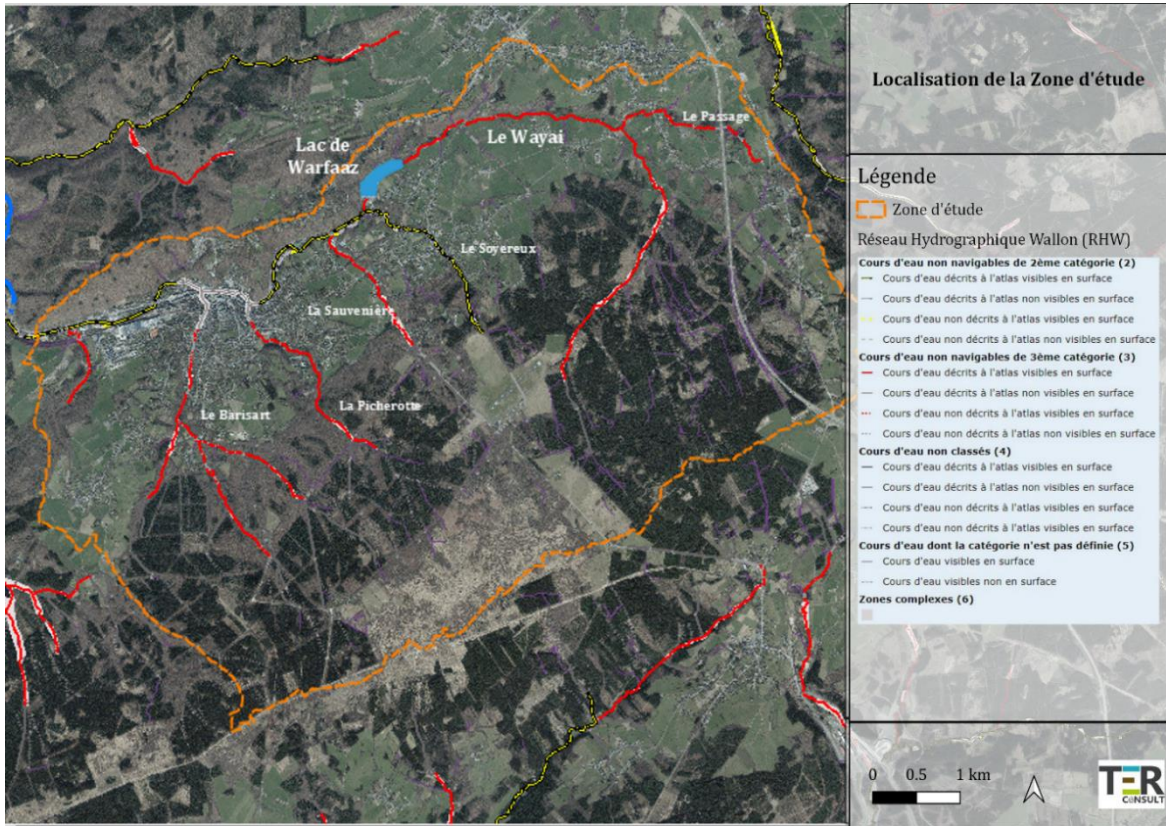 Localisation de la Zone d'étude
Lac de
Warfaaz
Le Wayai
Le Passage
Le Soyereux
La Sauvenière
La Picherotte
Le Barisart
Légende
Zone d'étude
Réseau Hydrographique Wallon (RHW)
Cours d'eau non navigables de 2ème catégorie (2)
Cours d'eau décrits à l'atlas visibles en surface
Cours d'eau décrits à l'atlas non visibles en surface
Cours d'eau non décrits à l'atlas visibles en surface
Cours d'eau non décrits à l'atlas non visibles en surface
Cours d'eau non navigables de 3ème catégorie (3)
Cours d'eau décrits à l'atlas visibles en surface
Cours d'eau décrits à l'atlas non visibles en surface
Cours d'eau non décrits à l'atlas visibles en surface
Cours d'eau non décrits à l'atlas non visibles en surface
Cours d'eau non classés (4)
Cours d'eau décrits à l'atlas visibles en surface
Cours d'eau décrits à l'atlas non visibles en surface
Cours d'eau non décrits à l'atlas visibles en surface
Cours d'eau non décrits à l'atlas visibles en surface
Cours d'eau dont la catégorie n'est pas définie (5)
Cours d'eau visibles en surface
Cours d'eau visibles non en surface
Zones complexes (6)
0 0.5 1 km
TER
CONSULT